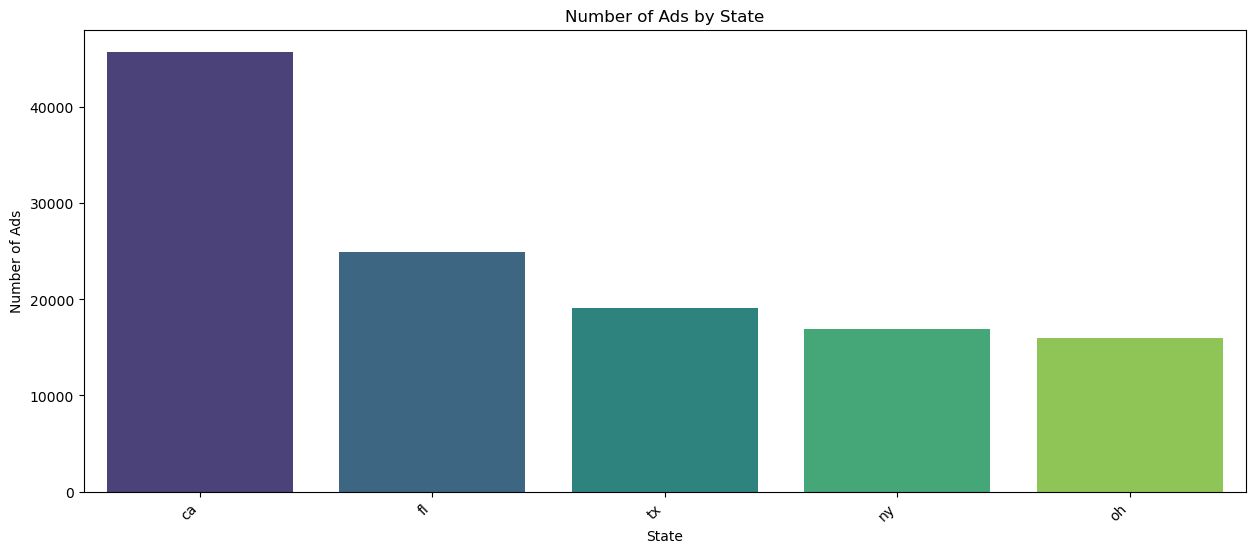 Number of Ads by State
Number of Ads
40000
30000
20000
10000
0
ca
fl
tx
ny
oh
State